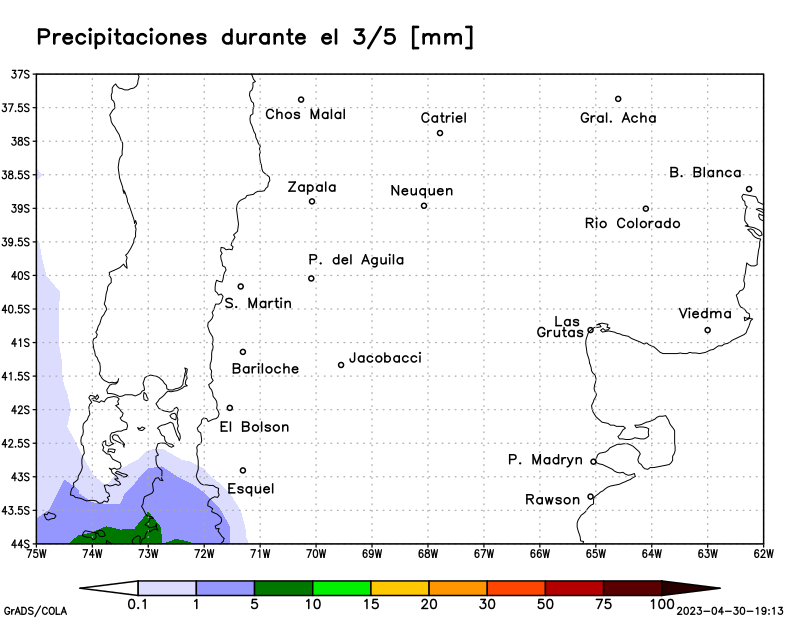 Precipitaciones durante el 3/5 [mm]
37S
37.5S
Chos Malal
Catriel
Gral. Acha
38S
38.5S
B. Blanca
Zapala
Neuquen
39S
Rio Colorado
39.5S
P. del Aguila
40S
S. Martin
40.5S
Las
Grutas
Viedma
41S
Bariloche
Jacobacci
41.5S
42S
El Bolson
42.5S
P. Madryn
43S
Esquel
Rawson
43.5S
44S
75W 74W 73W 72W 71W 70W 69W 68W 67W 66W 65W 64W 63W 62W
0.1 1 5 10 15 20 30 50 75 100
GrADS/COLA
2023-04-30-19:13